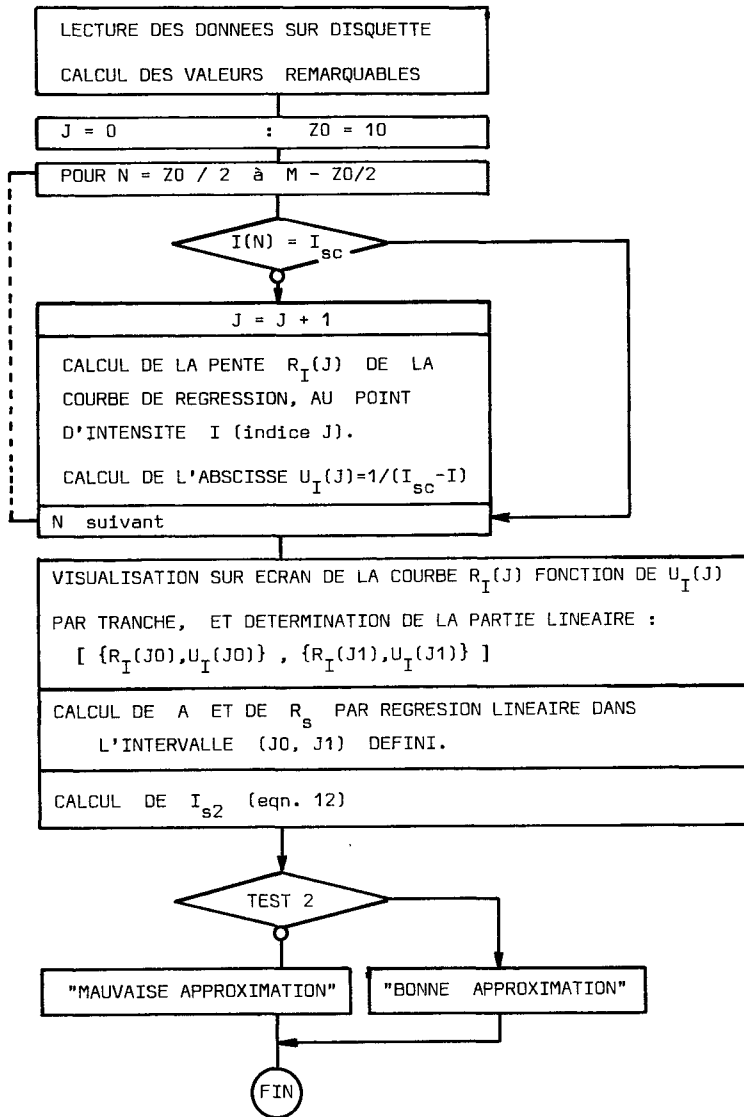 LECTURE DES DONNEES SUR DISQUETTE
CALCUL DES VALEURS REMARQUABLES
J = 0 : Z0 = 10
POUR N = Z0 / 2 à M - Z0/2
I(N) = I_sc
J = J + 1
CALCUL DE LA PENTE R_I(J) DE LA
COURBE DE REGRESSION, AU POINT
D'INTENSITE I (indice J).
CALCUL DE L'ABSCISSE U_I(J)=1/(I_sc-I)
N suivant
VISUALISATION SUR ECRAN DE LA COURBE R_I(J) FONCTION DE U_I(J)
PAR TRANCHE, ET DETERMINATION DE LA PARTIE LINEAIRE :
[ {R_I(J0),U_I(J0)} , {R_I(J1),U_I(J1)} ]
CALCUL DE A ET DE R_s PAR REGRESION LINEAIRE DANS
L'INTERVALLE (J0, J1) DEFINI.
CALCUL DE I_s2 (eqn. 12)
TEST 2
"MAUVAISE APPROXIMATION"
"BONNE APPROXIMATION"
FIN